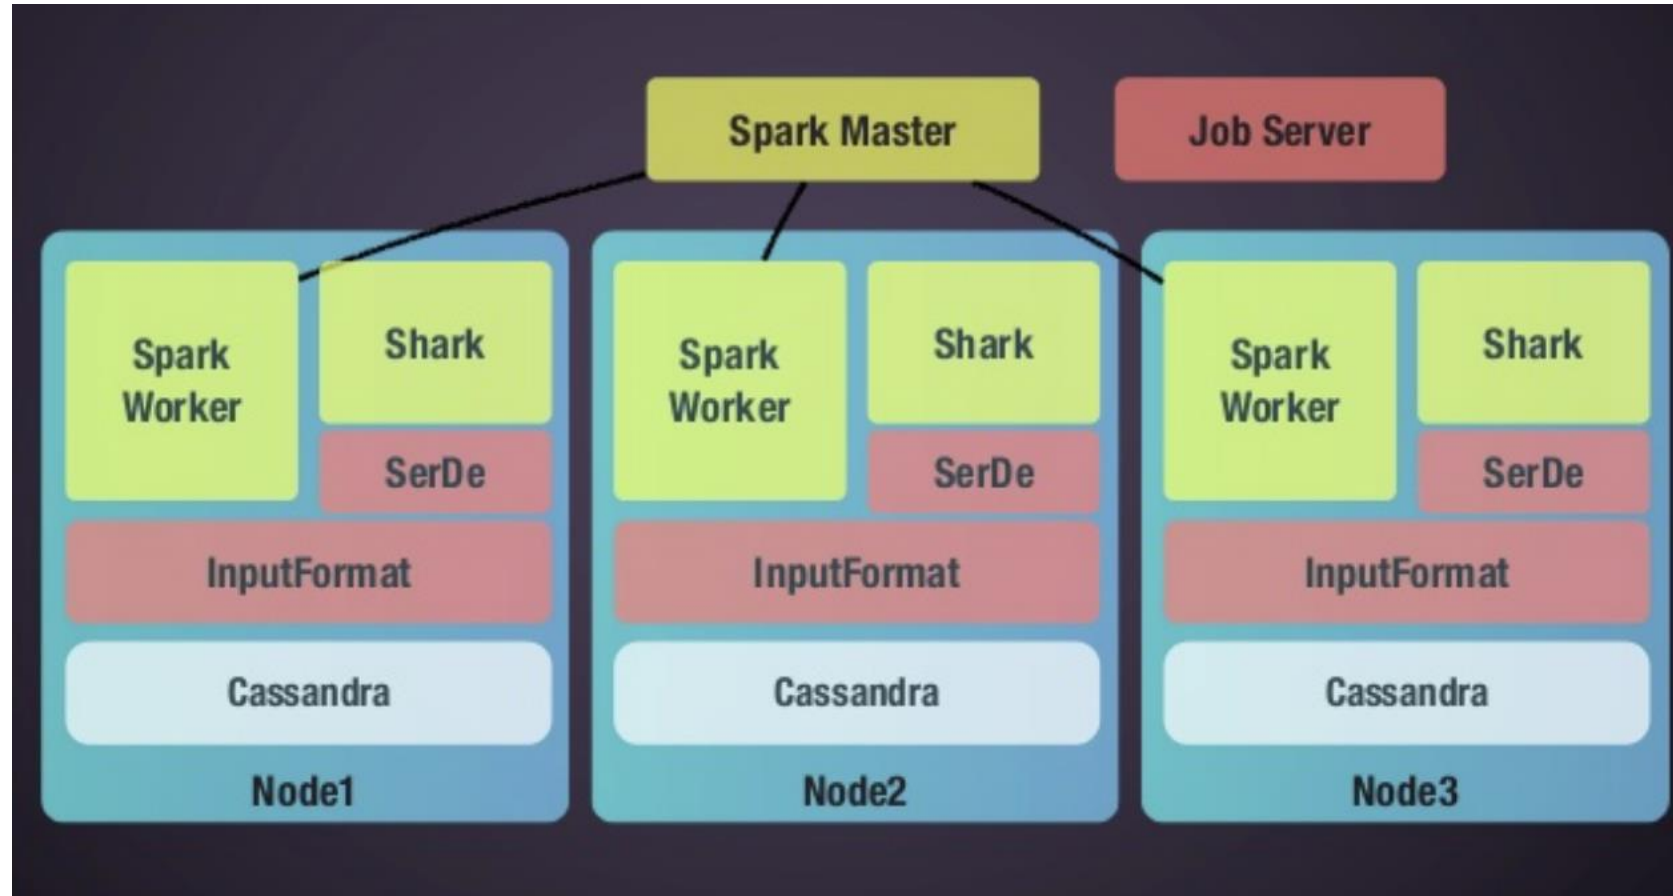 Spark Master
Job Server
Spark
Worker
Shark
SerDe
InputFormat
Cassandra
Node1
Spark
Worker
Shark
SerDe
InputFormat
Cassandra
Node2
Spark
Worker
Shark
SerDe
InputFormat
Cassandra
Node3